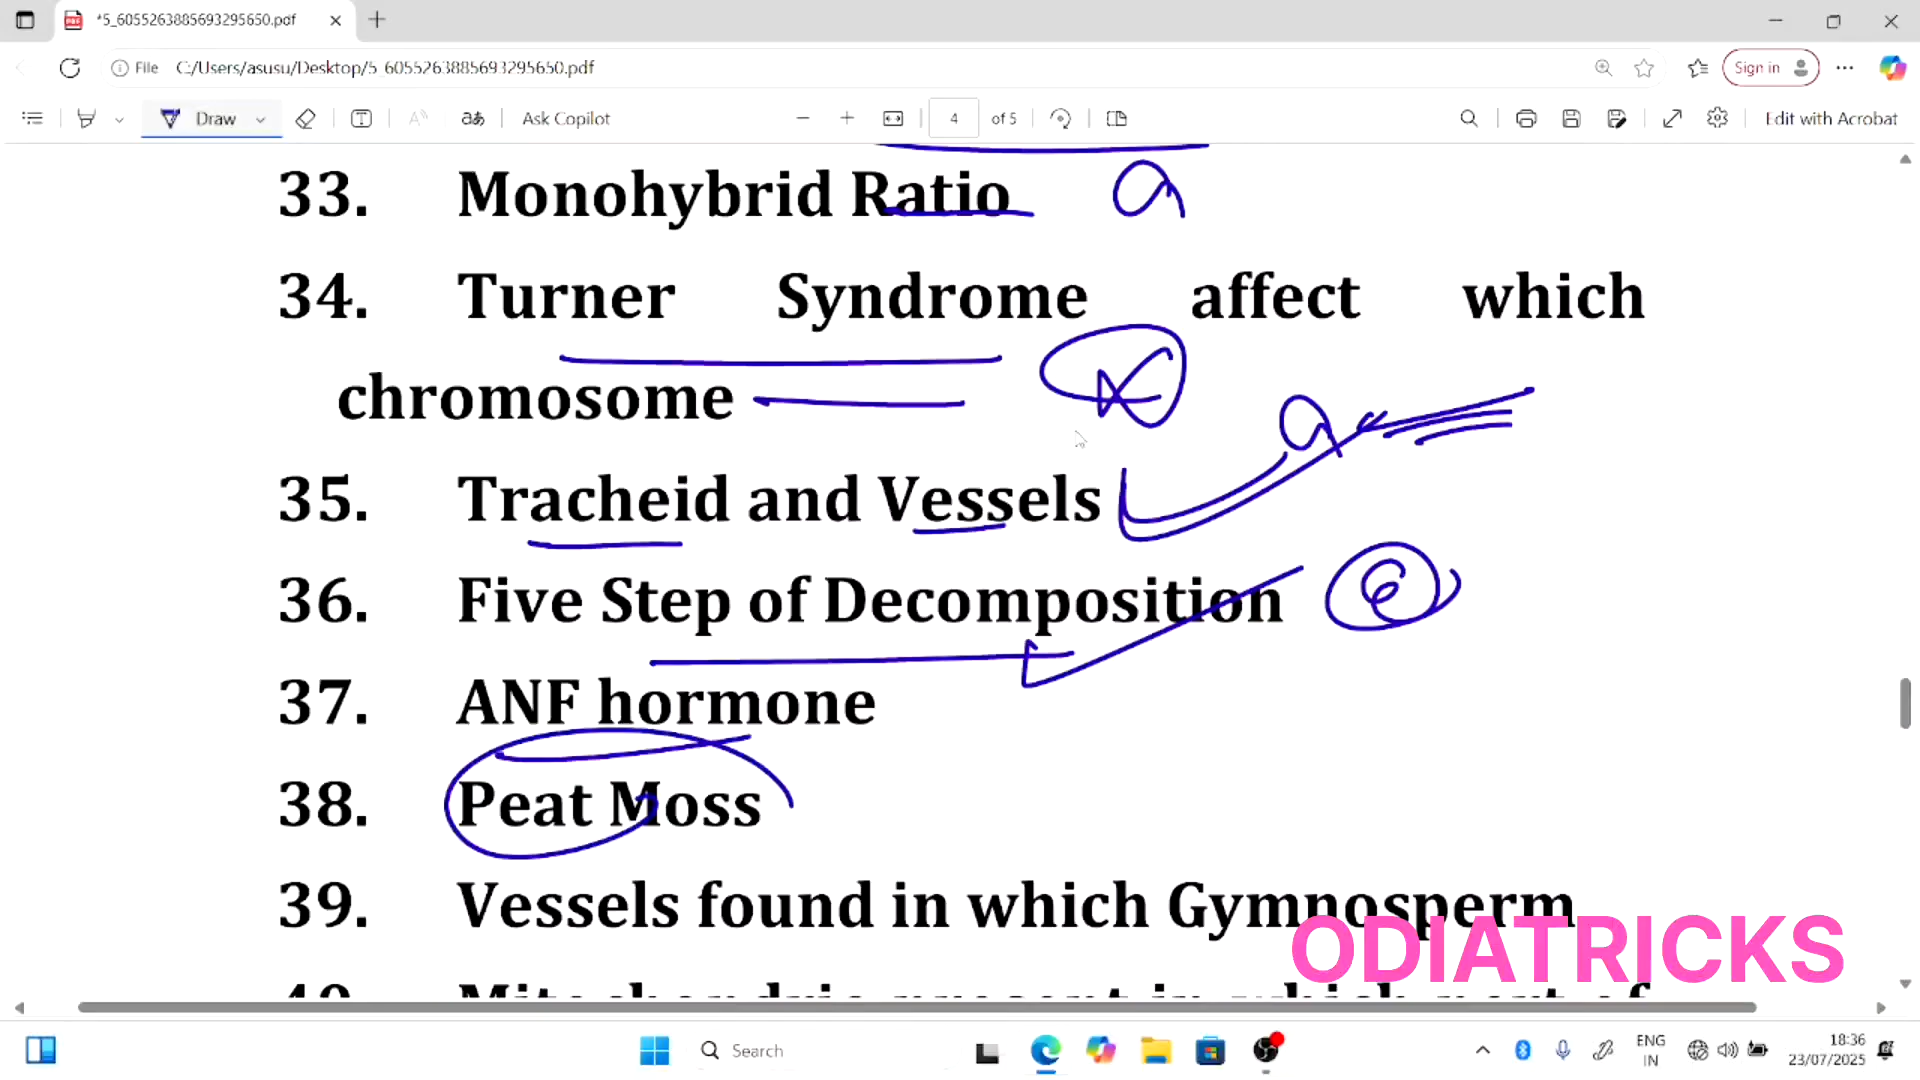 *5_6055263885693295650.pdf
File C:/Users/asusu/Desktop/5_6055263885693295650.pdf
Sign in
Draw
Ask Copilot
4 of 5
Edit with Acrobat
33. Monohybrid Ratio
34. Turner Syndrome affect which
chromosome
35. Tracheid and Vessels
36. Five Step of Decomposition
37. ANF hormone
38. Peat Moss
39. Vessels found in which Gymnosperm
ODIATRICKS
Search
ENG
IN
18:36
23/07/2025